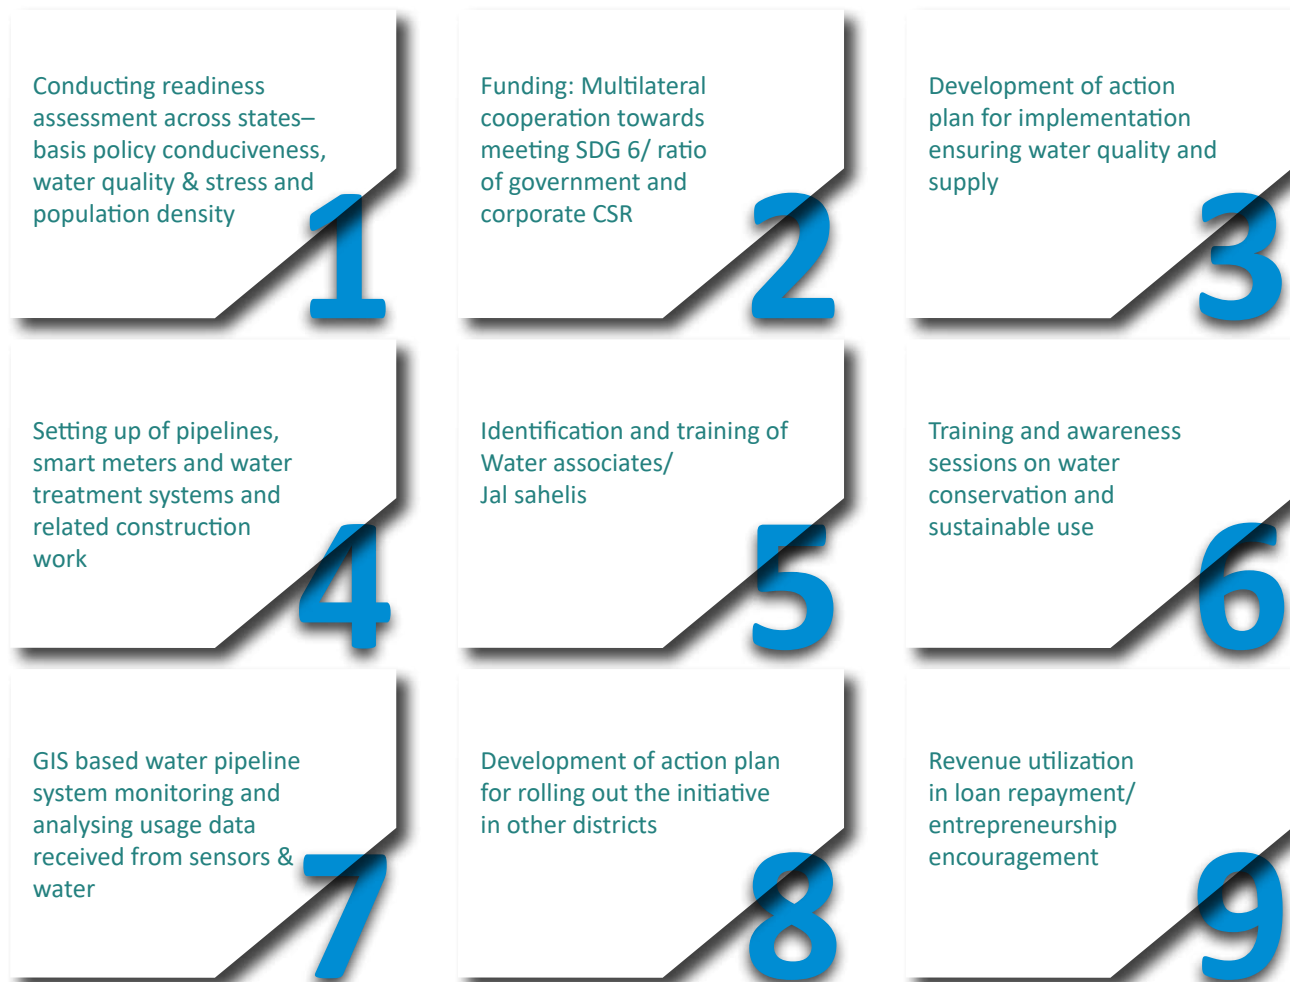 Conducting readiness
assessment across states–
basis policy conduciveness,
water quality & stress and
population density
1
Funding: Multilateral
cooperation towards
meeting SDG 6/ ratio
of government and
corporate CSR
2
Development of action
plan for implementation
ensuring water quality and
supply
3
Setting up of pipelines,
smart meters and water
treatment systems and
related construction
work
4
Identification and training of
Water associates/
Jal sahelis
5
Training and awareness
sessions on water
conservation and
sustainable use
6
GIS based water pipeline
system monitoring and
analysing usage data
received from sensors &
water
7
Development of action plan
for rolling out the initiative
in other districts
8
Revenue utilization
in loan repayment/
entrepreneurship
encouragement
9